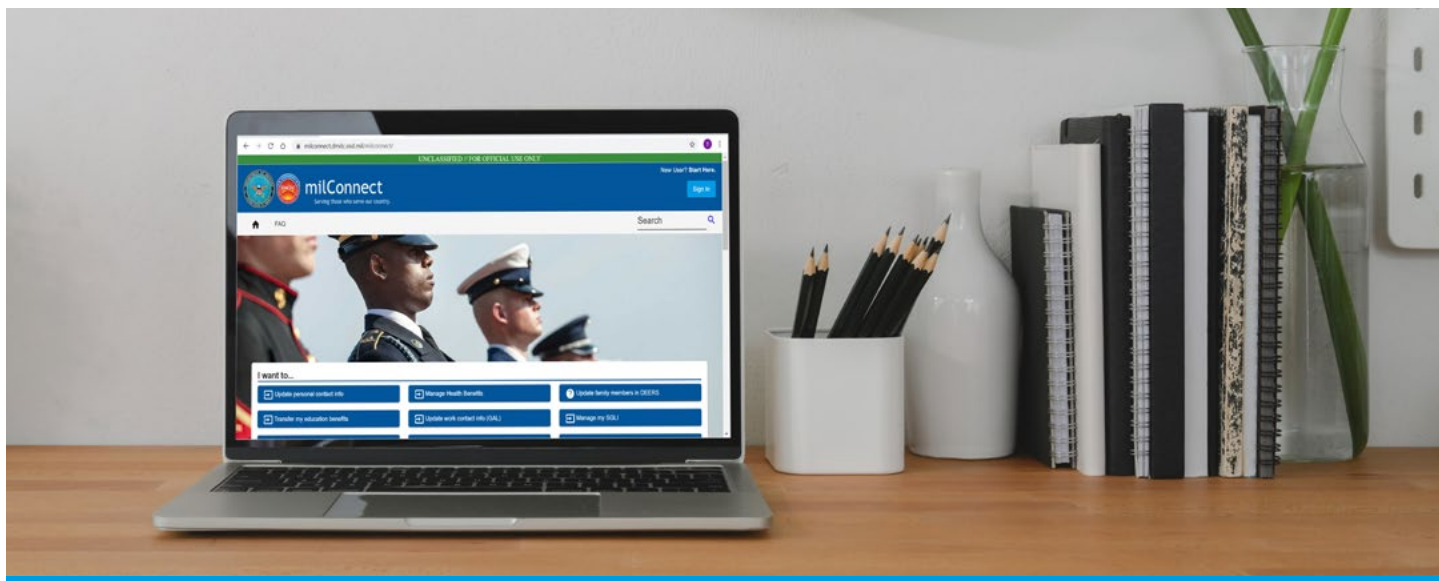 milconnect.dmdc.osd.mil/milconnect/
UNCLASSIFIED // FOR OFFICIAL USE ONLY
New User? Start Here.
milConnect
Sign In
Serving those who serve our country.
FAQ
Search
I want to...
Update personal contact info
Manage Health Benefits
Update family members in DEERS
Transfer my education benefits
Update work contact info (GAL)
Manage my SGLI